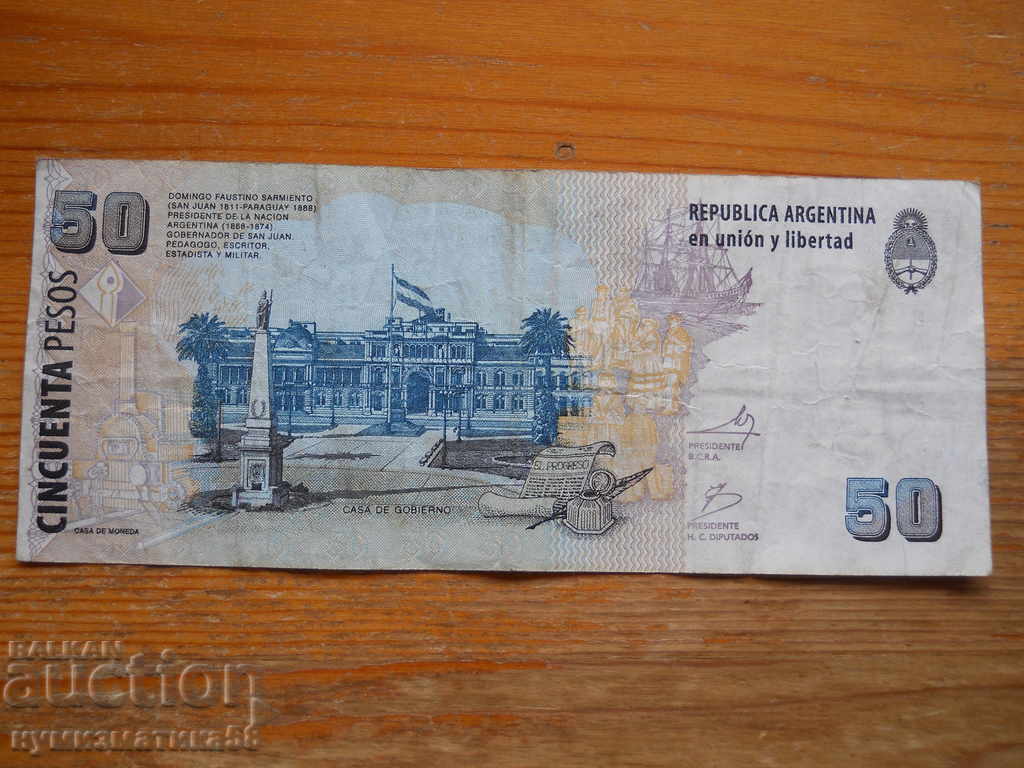 50
CINCUENTA PESOS
DOMINGO FAUSTINO SARMIENTO
(SAN JUAN 1811-PARAGUAY 1888)
PRESIDENTE DE LA NACION
ARGENTINA (1868-1874)
GOBERNADOR DE SAN JUAN.
PEDAGOGO, ESCRITOR,
ESTADISTA Y MILITAR.
REPUBLICA ARGENTINA
en unión y libertad
EL PROGRESO
CASA DE GOBIERNO
CASA DE MONEDA
PRESIDENTE
B.C.R.A.
PRESIDENTE
H. C. DIPUTADOS
50
BALKAN
auction
нумизматика58